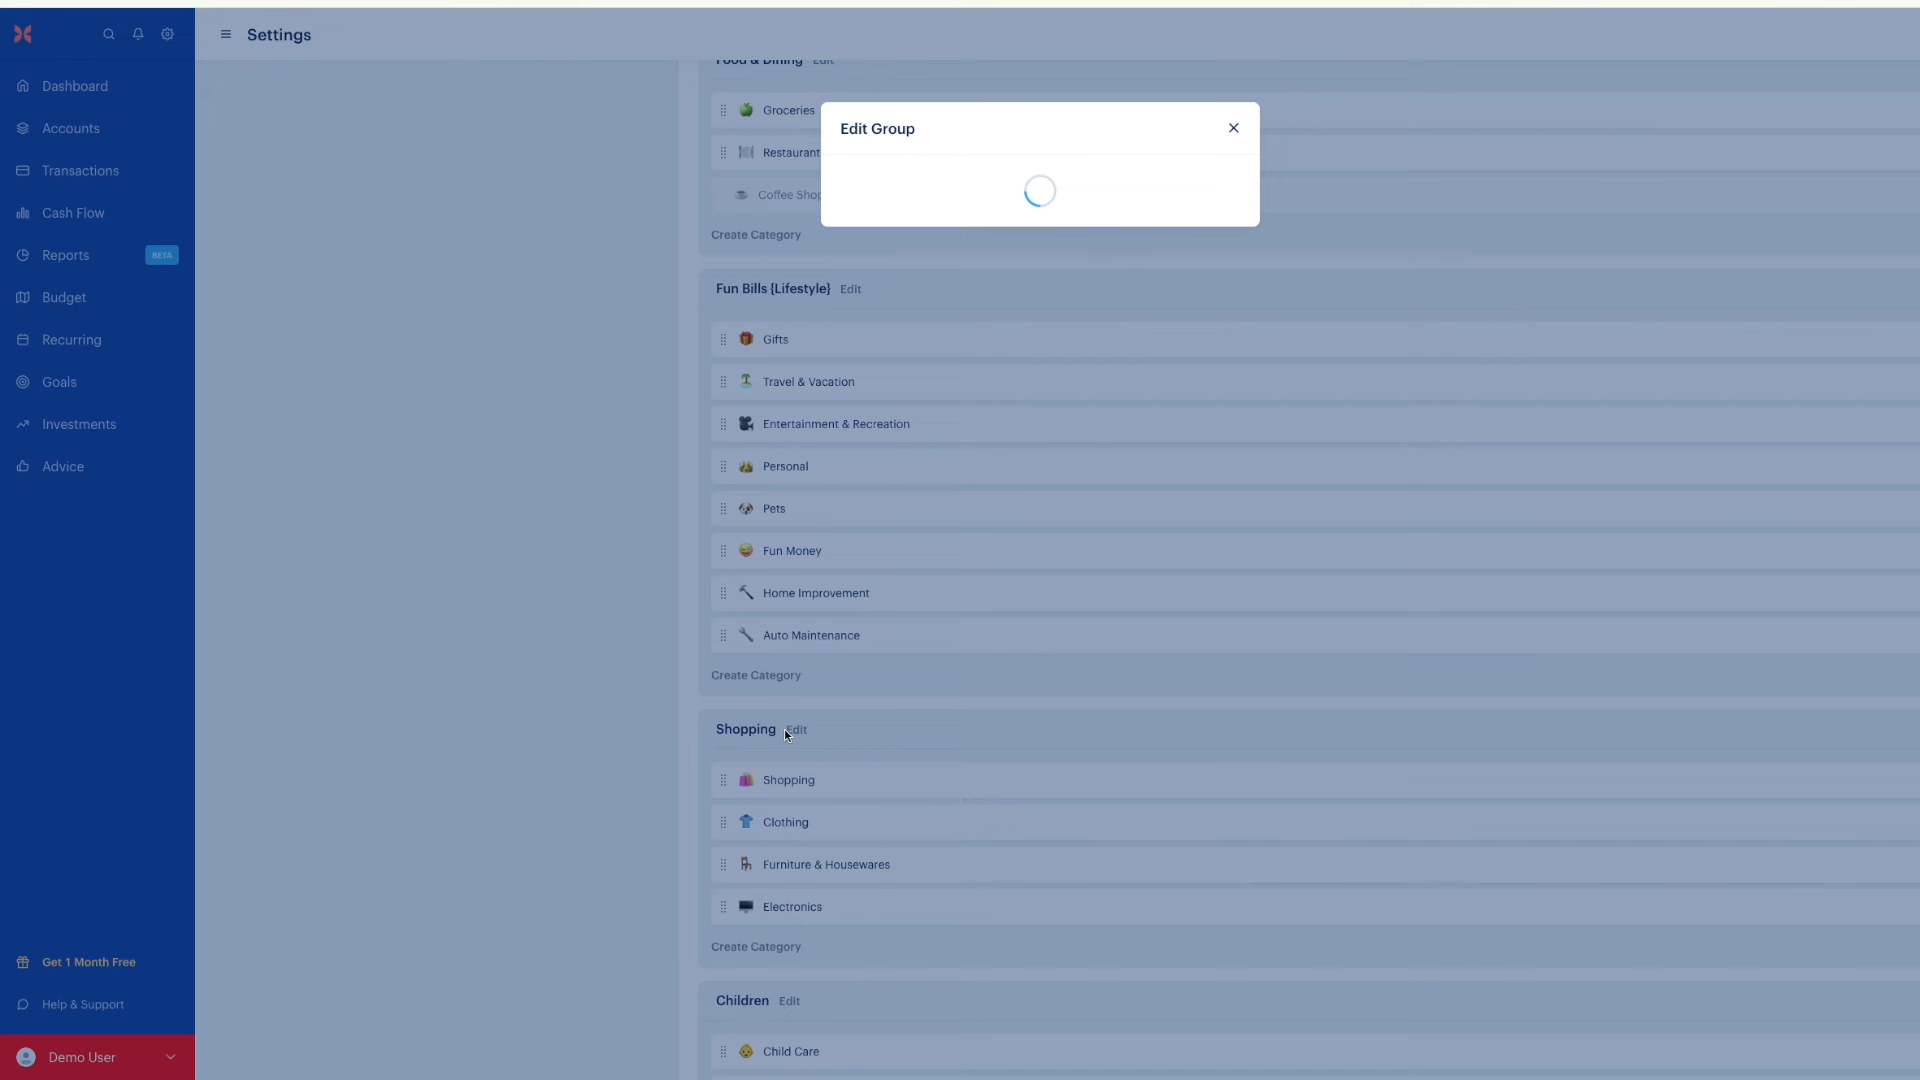 Settings
Dashboard
Accounts
Transactions
Cash Flow
Reports BETA
Budget
Recurring
Goals
Investments
Advice
Get 1 Month Free
Help & Support
Demo User
Food & Dining Edit
Groceries
Restaurant
Coffee Shop
Create Category
Edit Group
Fun Bills {Lifestyle} Edit
Gifts
Travel & Vacation
Entertainment & Recreation
Personal
Pets
Fun Money
Home Improvement
Auto Maintenance
Create Category
Shopping Edit
Shopping
Clothing
Furniture & Housewares
Electronics
Create Category
Children Edit
Child Care